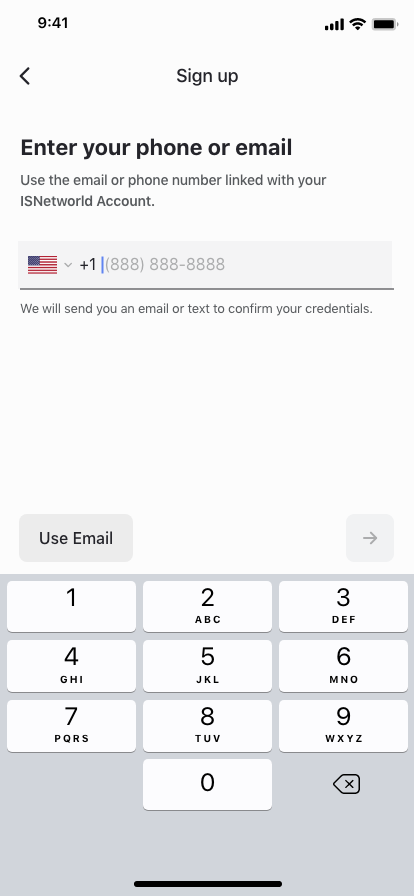 9:41
Sign up
Enter your phone or email
Use the email or phone number linked with your
ISNetworld Account.
+1 (888) 888-8888
We will send you an email or text to confirm your credentials.
Use Email
1 2 3
ABC DEF
4 5 6
GHI JKL MNO
7 8 9
PQRS TUV WXYZ
0